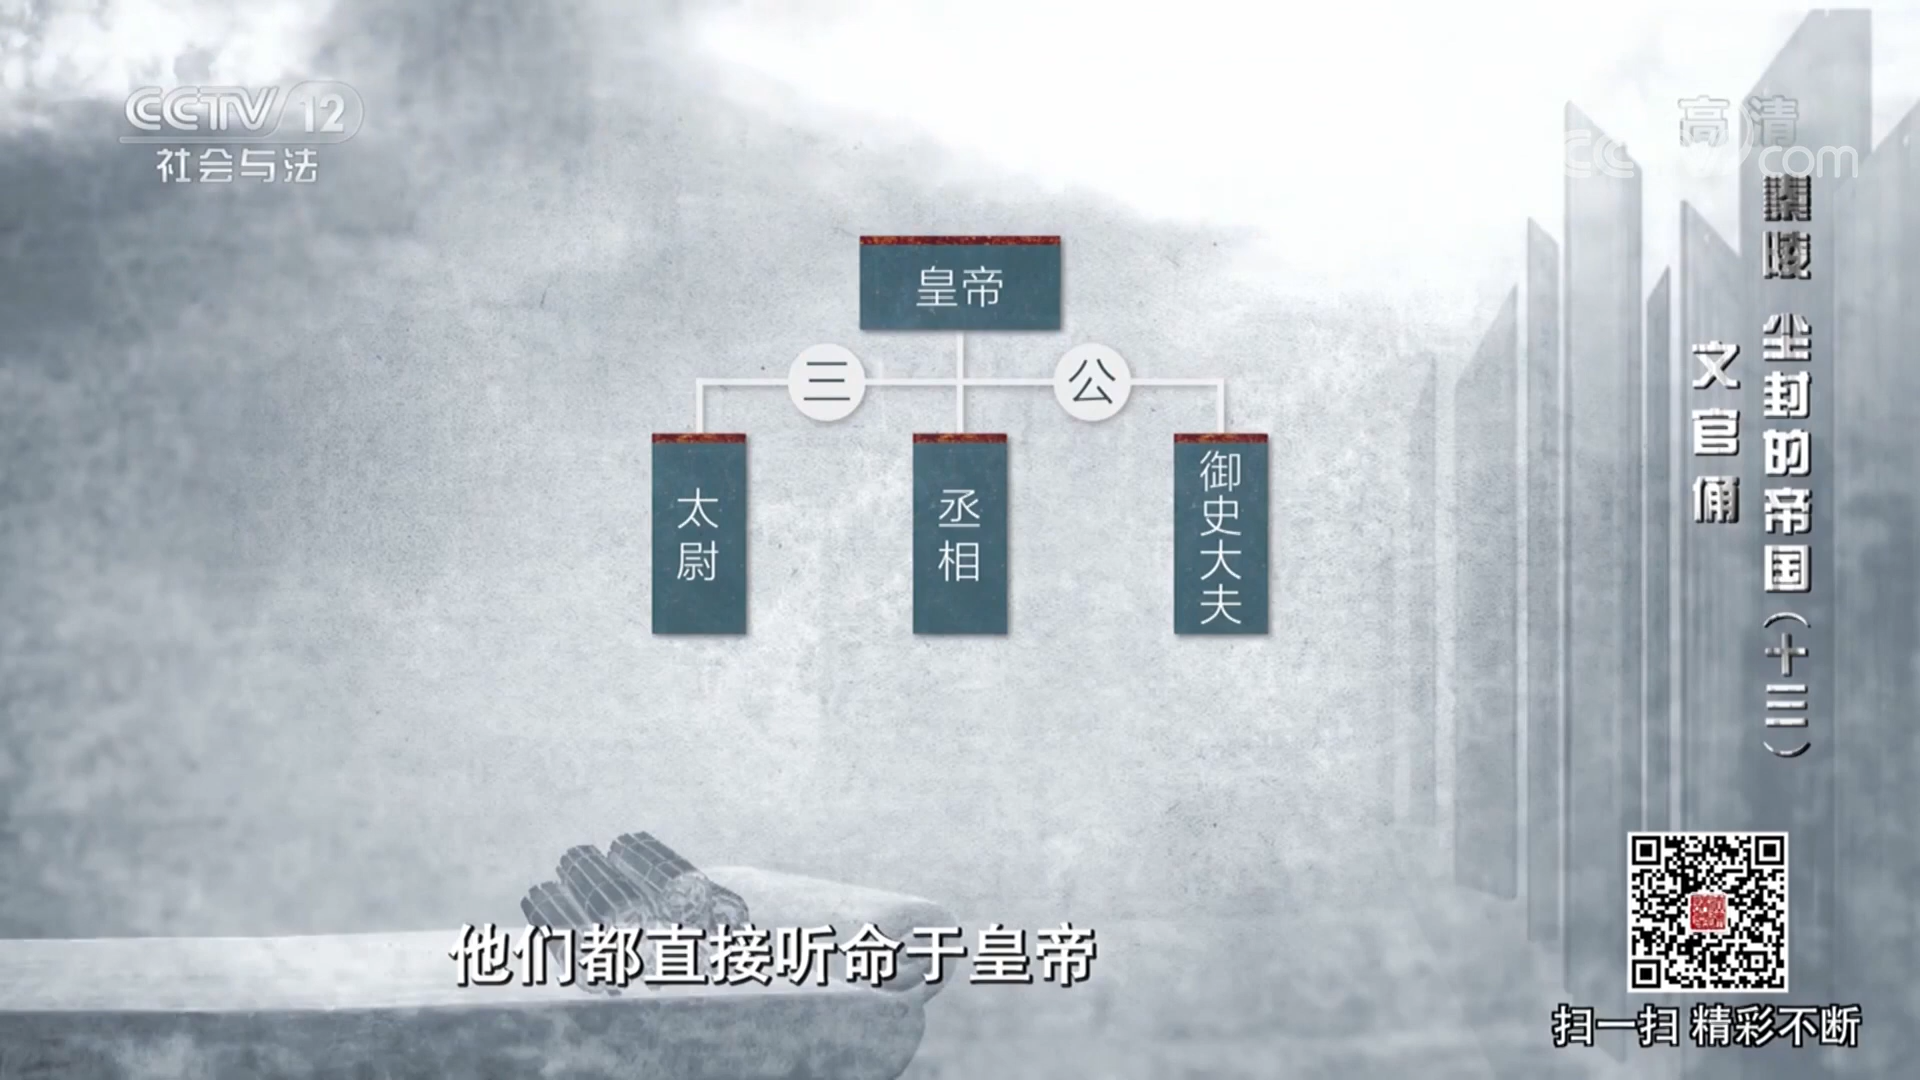 CCTV 12
社会与法
高清
CCTV.com
皇帝
三 公
太尉
丞相
御史大夫
秦陵 尘封的帝国（十三）
文官俑
他们都直接听命于皇帝
扫一扫 精彩不断